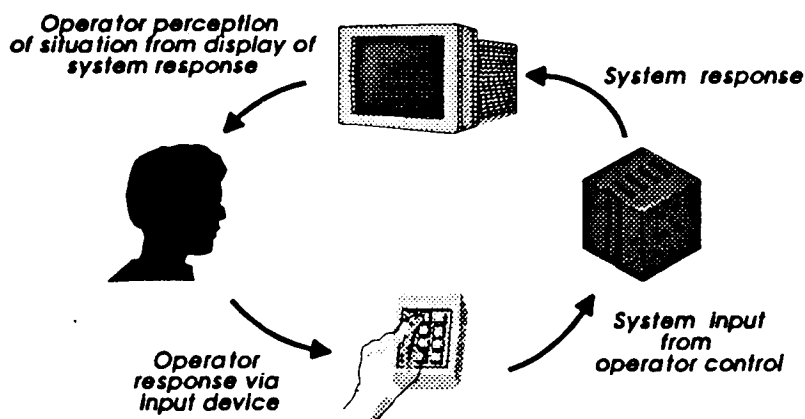 Operator perception
of situation from display of
system response
System response
Operator
response via
input device
System input
from
operator control